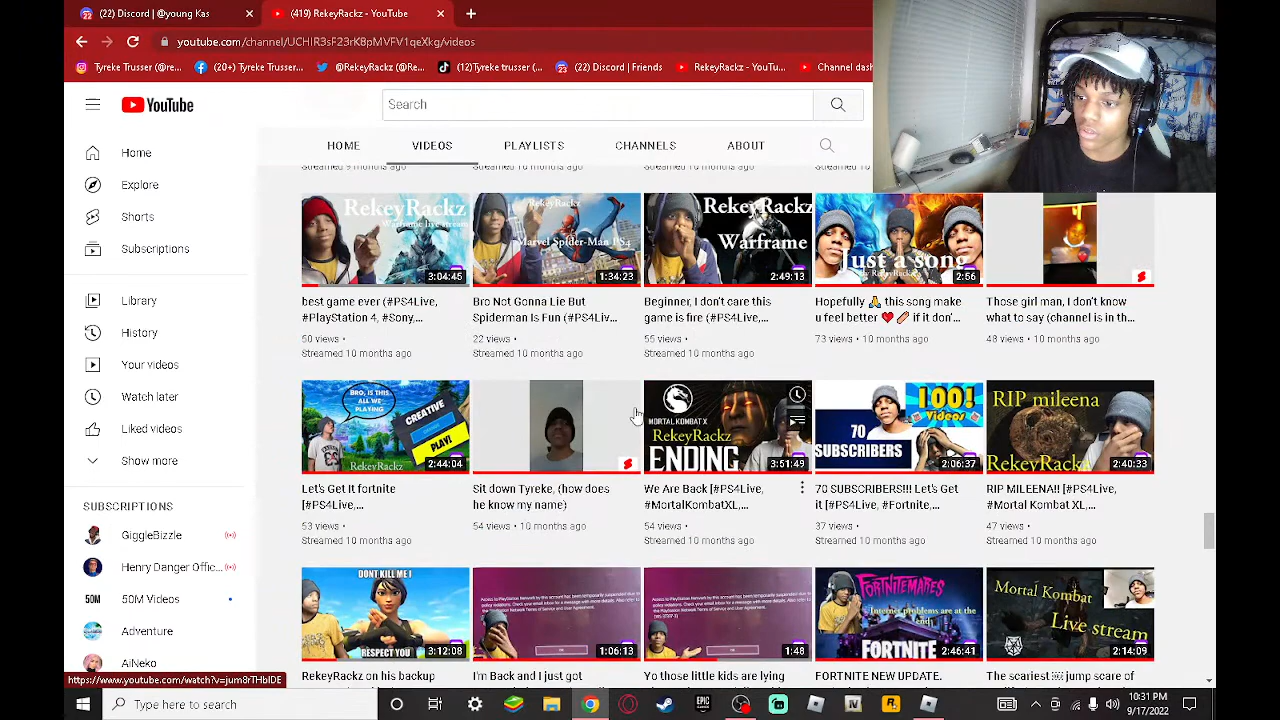 (22) Discord | @young Kas
(419) RekeyRackz - YouTube
youtube.com/channel/UCHIR3sF23rK8pMVFV1qeXkg/videos
Tyreke Trusser (@re...
(20+) Tyreke Trusser...
@RekeyRackz (@Re...
(12)Tyreke trusser (...
(22) Discord | Friends
RekeyRackz - YouTu...
Channel das
YouTube
Search
HOME
VIDEOS
PLAYLISTS
CHANNELS
ABOUT
Home
Explore
Shorts
Subscriptions
Library
History
Your videos
Watch later
Liked videos
Show more
SUBSCRIPTIONS
GiggleBizzle
Henry Danger Offic...
50M Videos
Adventure
AiNeko
Streamed 9 months ago
RekeyRackz
Warframe live stream
3:04:45
RekeyRackz
Marvel Spider-Man PS4
1:34:23
RekeyRackz
Warframe
2:49:13
Just a song
By RekeyRackz
2:56
best game ever (#PS4Live,
#PlayStation 4, #Sony,...
50 views •
Streamed 10 months ago
Bro Not Gonna Lie But
Spiderman Is Fun (#PS4Liv...
22 views •
Streamed 10 months ago
Beginner, I don't care this
game is fire (#PS4Live,...
55 views •
Streamed 10 months ago
Hopefully 🙏 this song make
u feel better ❤️ 🩹 if it don'...
73 views • 10 months ago
Those girl man, I don't know
what to say (channel is in th...
48 views • 10 months ago
BRO, IS THIS
ALL WE
PLAYING
CREATIVE
PLAY!
RekeyRackz
2:44:04
MORTAL KOMBAT X
RekeyRackz
ENDING
3:51:49
100!
Videos
70
SUBSCRIBERS
2:06:37
RIP mileena
RekeyRackz
2:40:33
Let's Get It fortnite
[#PS4Live,...
53 views •
Streamed 10 months ago
Sit down Tyreke, (how does
he know my name)
54 views • 10 months ago
We Are Back [#PS4Live,
#MortalKombatXL,...
54 views •
Streamed 10 months ago
70 SUBSCRIBERS!!! Let's Get
it [#PS4Live, #Fortnite,...
37 views •
Streamed 10 months ago
RIP MILEENA!! [#PS4Live,
#Mortal Kombat XL,...
47 views •
Streamed 10 months ago
DONT KILL ME!
I
RESPECT YOU
3:12:08
1:06:13
1:48
FORTNITEMARES
Internet problems are at the
end
FORTNITE
2:46:41
Mortal Kombat
Live stream
2:14:09
RekeyRackz on his backup
I'm Back and I just got
Yo those little kids are lying
FORTNITE NEW UPDATE.
The scariest jump scare of
https://www.youtube.com/watch?v=jum8rTHbIDE
Type here to search
EPIC
GAMES
10:31 PM
9/17/2022